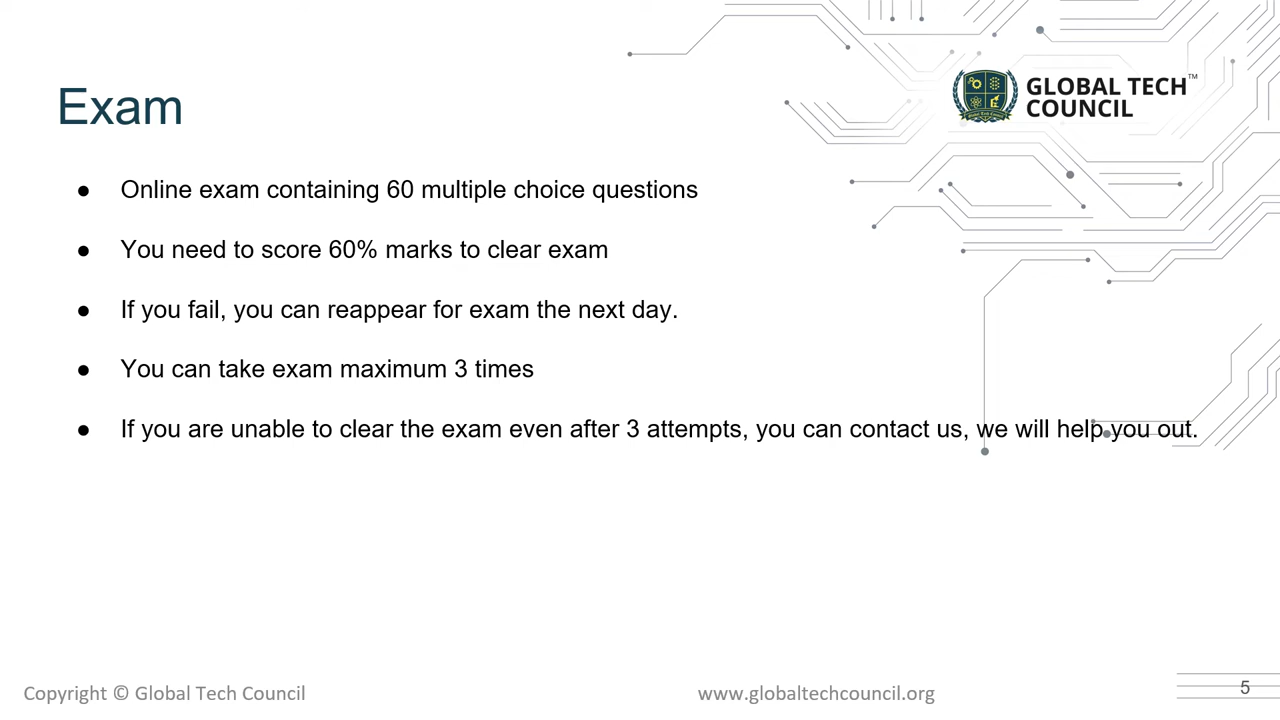 GLOBAL TECH™
COUNCIL
Exam
● Online exam containing 60 multiple choice questions
● You need to score 60% marks to clear exam
● If you fail, you can reappear for exam the next day.
● You can take exam maximum 3 times
● If you are unable to clear the exam even after 3 attempts, you can contact us, we will help you out.
Copyright © Global Tech Council
www.globaltechcouncil.org
5